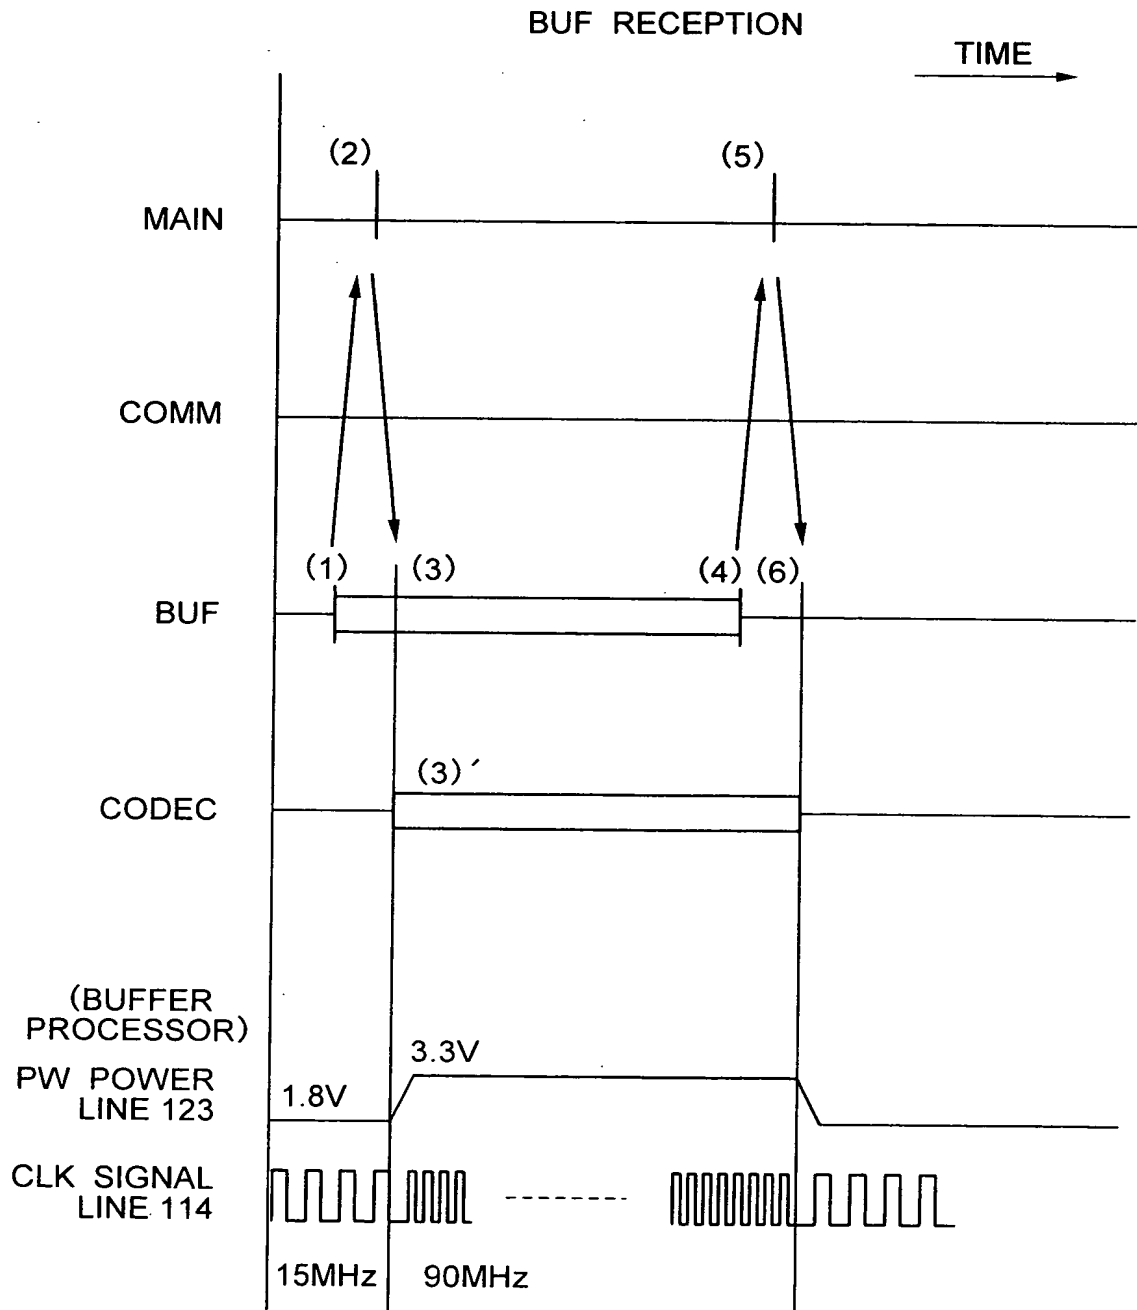 BUF RECEPTION
TIME
(2)
(5)
MAIN
COMM
(1)
(3)
(4)
(6)
BUF
(3)´
CODEC
(BUFFER
PROCESSOR)
3.3V
PW POWER
LINE 123
1.8V
CLK SIGNAL
LINE 114
15MHz
90MHz